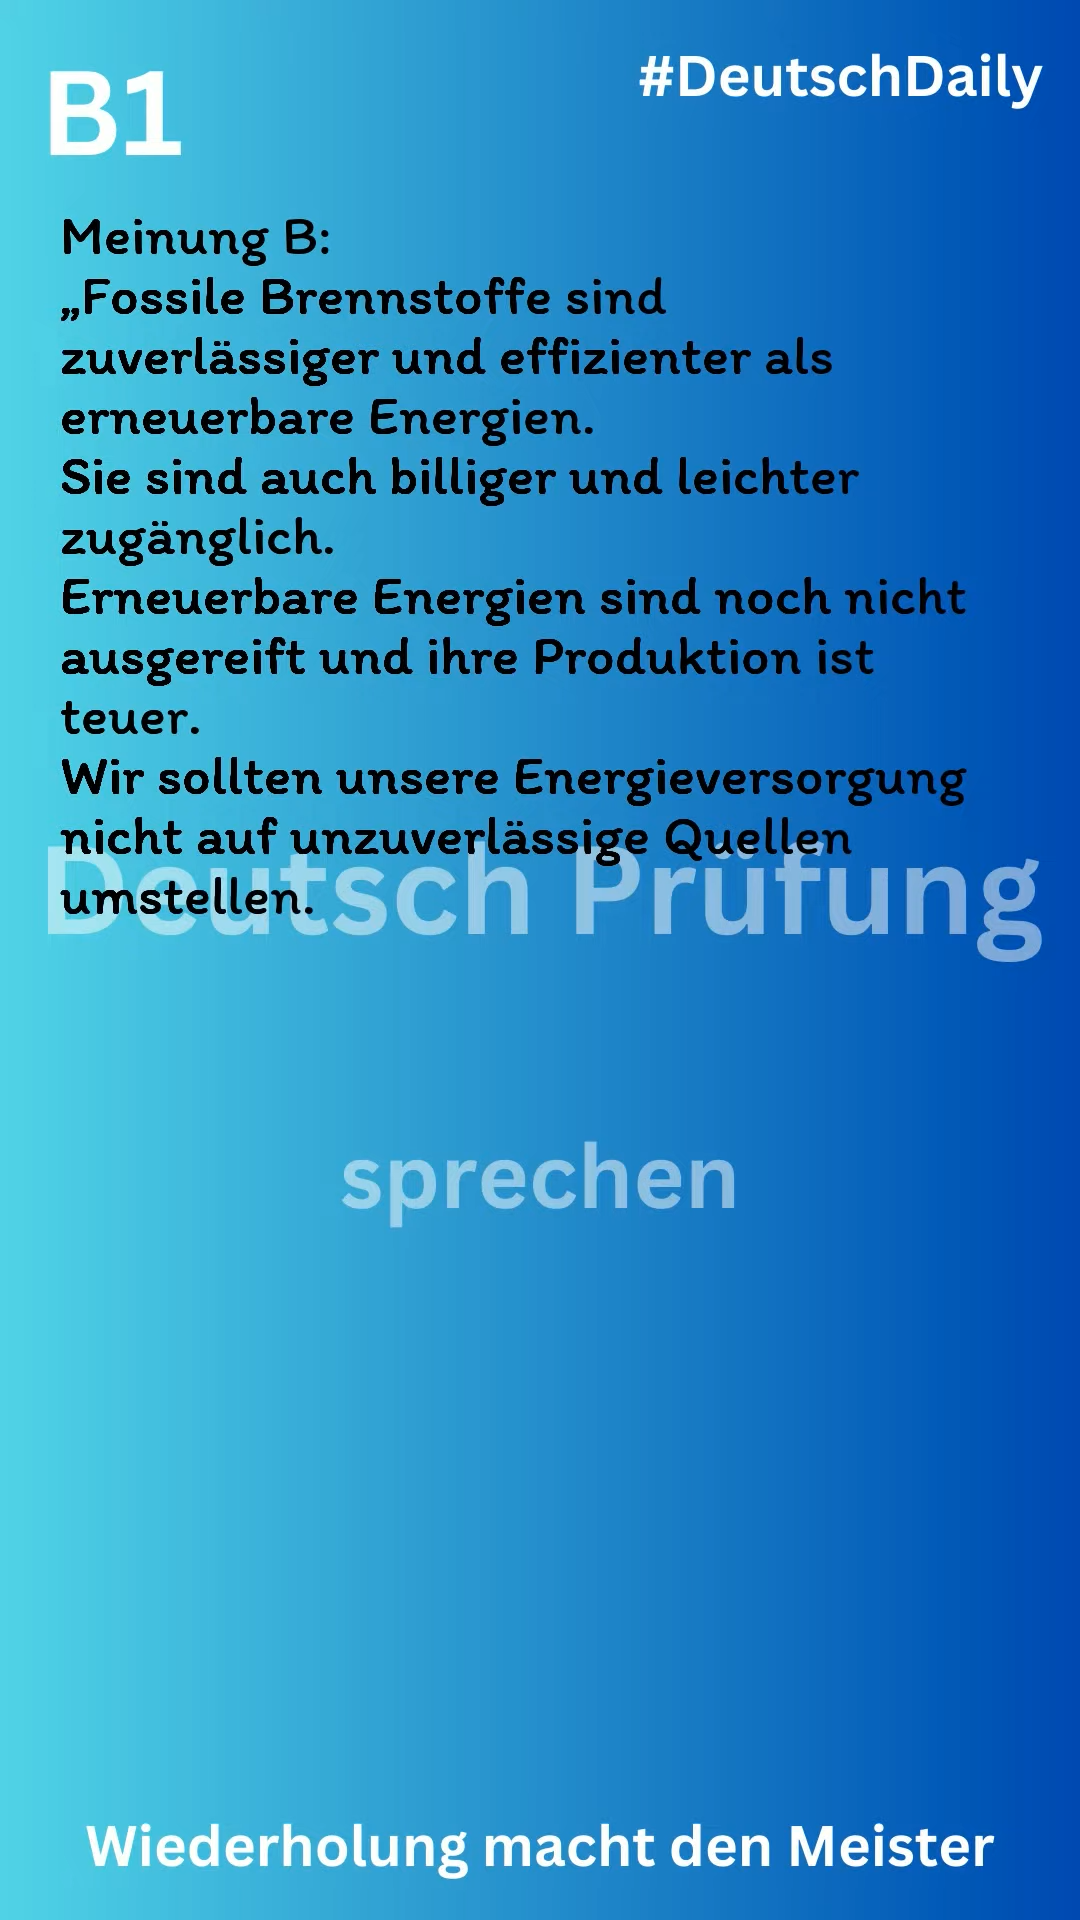 B1
#DeutschDaily
Meinung B:
„Fossile Brennstoffe sind
zuverlässiger und effizienter als
erneuerbare Energien.
Sie sind auch billiger und leichter
zugänglich.
Erneuerbare Energien sind noch nicht
ausgereift und ihre Produktion ist
teuer.
Wir sollten unsere Energieversorgung
nicht auf unzuverlässige Quellen
umstellen.
Deutsch Prüfung
sprechen
Wiederholung macht den Meister